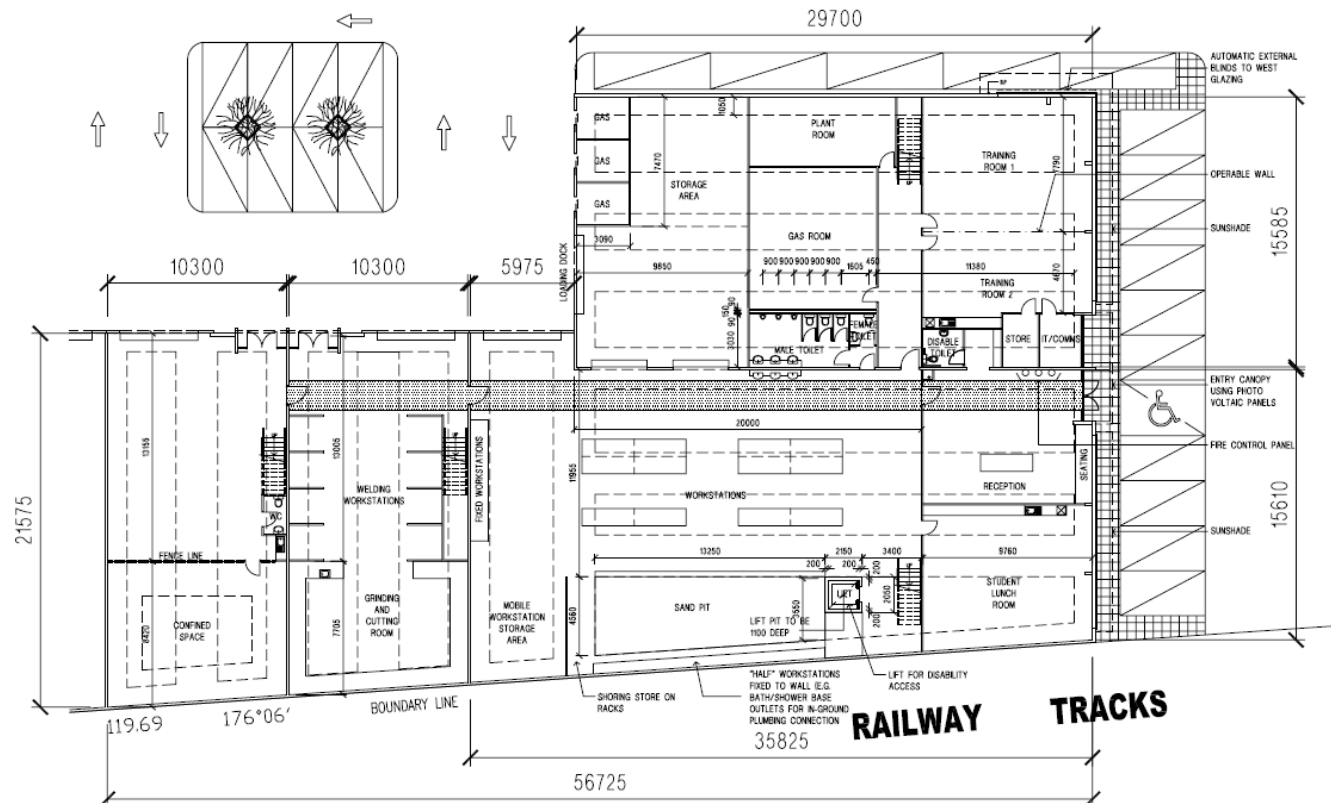 29700
AUTOMATIC EXTERNAL
BLINDS TO WEST
GLAZING
GAS
GAS
GAS
1050
7470
STORAGE
AREA
PLANT
ROOM
TRAINING
ROOM 1
7790
OPERABLE WALL
SUNSHADE
15585
3090
GAS ROOM
10300
10300
5975
LOADING DOCK
9850
900 900 900 900 900
1605
450
11380
4670
TRAINING
ROOM 2
150
90
90
3030
MALE TOILET
FEMALE
TOILET
DISABLE
TOILET
STORE
IT/COMMS
ENTRY CANOPY
USING PHOTO
VOLTAIC PANELS
FIRE CONTROL PANEL
20000
13155
13005
11955
FIXED WORKSTATIONS
WELDING
WORKSTATIONS
WORKSTATIONS
RECEPTION
SEATING
21575
15610
WC
FENCE LINE
SUNSHADE
13250
2150
3400
9760
200
200
200
2050
200
3550
4560
SAND PIT
LIFT
STUDENT
LUNCH
ROOM
LIFT PIT TO BE
1100 DEEP
CONFINED
SPACE
8420
GRINDING
AND
CUTTING
ROOM
7705
MOBILE
WORKSTATION
STORAGE
AREA
SHORING STORE ON
RACKS
"HALF" WORKSTATIONS
FIXED TO WALL (E.G.
BATH/SHOWER BASE
OUTLETS FOR IN-GROUND
PLUMBING CONNECTION
LIFT FOR DISABILITY
ACCESS
119.69
176°06'
BOUNDARY LINE
RAILWAY TRACKS
35825
56725